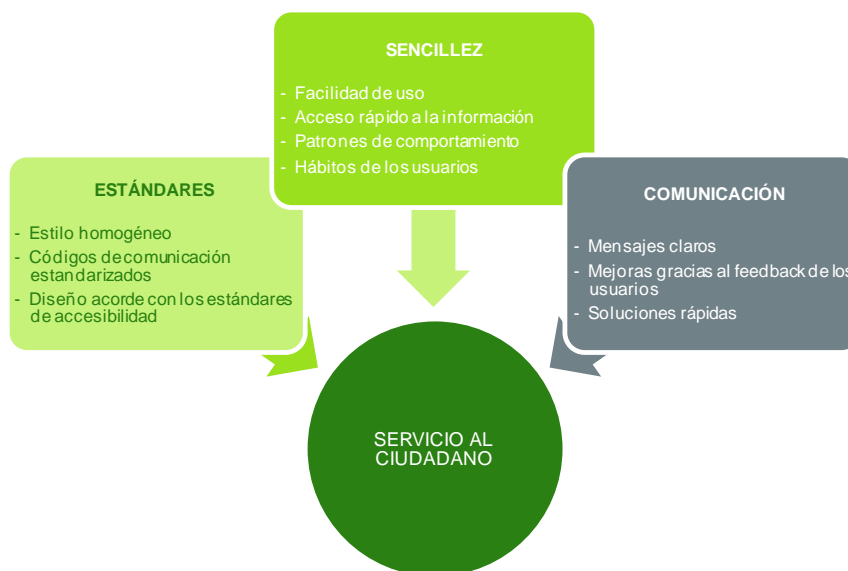 SENCILLEZ
- Facilidad de uso
- Acceso rápido a la información
- Patrones de comportamiento
- Hábitos de los usuarios
ESTÁNDARES
- Estilo homogéneo
- Códigos de comunicación
estandarizados
- Diseño acorde con los estándares
de accesibilidad
COMUNICACIÓN
- Mensajes claros
- Mejoras gracias al feedback de los
usuarios
- Soluciones rápidas
SERVICIO AL
CIUDADANO